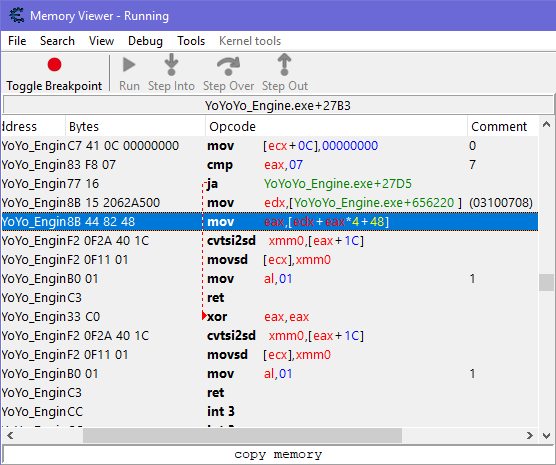 Memory Viewer - Running
File Search View Debug Tools Kernel tools
Toggle Breakpoint Run Step Into Step Over Step Out
YoYoYo_Engine.exe+27B3
ddress Bytes Opcode Comment
YoYo_Engin C7 41 0C 00000000 mov [ecx+0C],00000000 0
YoYo_Engin 83 F8 07 cmp eax,07 7
YoYo_Engin 77 16 ja YoYoYo_Engine.exe+27D5
YoYo_Engin 8B 15 2062A500 mov edx,[YoYoYo_Engine.exe+656220 ] (03100708)
YoYo_Engin 8B 44 82 48 mov eax,[edx+eax*4+48]
YoYo_Engin F2 0F2A 40 1C cvtsi2sd xmm0,[eax+1C]
YoYo_Engin F2 0F11 01 movsd [ecx],xmm0
YoYo_Engin B0 01 mov al,01 1
YoYo_Engin C3 ret
YoYo_Engin 33 C0 xor eax,eax
YoYo_Engin F2 0F2A 40 1C cvtsi2sd xmm0,[eax+1C]
YoYo_Engin F2 0F11 01 movsd [ecx],xmm0
YoYo_Engin B0 01 mov al,01 1
YoYo_Engin C3 ret
YoYo_Engin CC int 3
copy memory